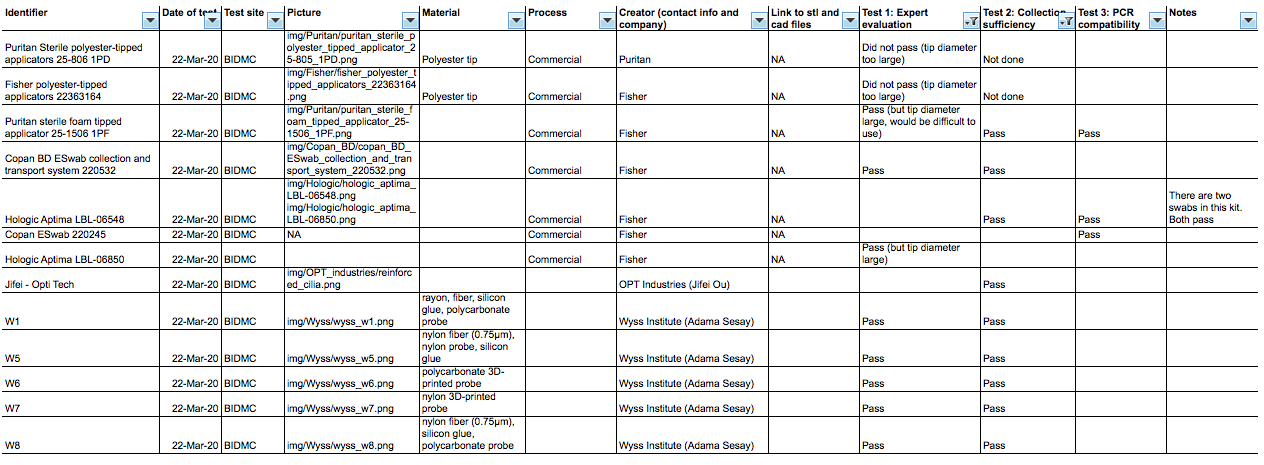 Identifier Date of test Test site Picture Material Process Creator (contact info and company) Link to stl and cad files Test 1: Expert evaluation Test 2: Collection sufficiency Test 3: PCR compatibility Notes
Puritan Sterile polyester-tipped applicators 25-806 1PD 22-Mar-20 BIDMC img/Puritan/puritan_sterile_polyester_tipped_applicator_25-805_1PD.png Polyester tip Commercial Puritan NA Did not pass (tip diameter too large) Not done
Fisher polyester-tipped applicators 22363164 22-Mar-20 BIDMC img/Fisher/fisher_polyester_tipped_applicators_22363164.png Polyester tip Commercial Fisher NA Did not pass (tip diameter too large) Not done
Puritan sterile foam tipped applicator 25-1506 1PF 22-Mar-20 BIDMC img/Puritan/puritan_sterile_foam_tipped_applicator_25-1506_1PF.png Commercial Fisher NA Pass (but tip diameter large, would be difficult to use) Pass Pass
Copan BD ESwab collection and transport system 220532 22-Mar-20 BIDMC img/Copan_BD/copan_BD_ESwab_collection_and_transport_system_220532.png Commercial Fisher NA Pass Pass
Hologic Aptima LBL-06548 22-Mar-20 BIDMC img/Hologic/hologic_aptima_LBL-06548.png img/Hologic/hologic_aptima_LBL-06850.png Commercial Fisher NA Pass Pass There are two swabs in this kit. Both pass
Copan ESwab 220245 22-Mar-20 BIDMC NA Commercial Fisher NA Pass
Hologic Aptima LBL-06850 22-Mar-20 BIDMC Commercial Fisher NA Pass (but tip diameter large)
Jifei - Opti Tech 22-Mar-20 BIDMC img/OPT_industries/reinforced_cilia.png OPT Industries (Jifei Ou) Pass
W1 22-Mar-20 BIDMC img/Wyss/wyss_w1.png rayon, fiber, silicon glue, polycarbonate probe Wyss Institute (Adama Sesay) Pass Pass
W5 22-Mar-20 BIDMC img/Wyss/wyss_w5.png nylon fiber (0.75µm), nylon probe, silicon glue Wyss Institute (Adama Sesay) Pass Pass
W6 22-Mar-20 BIDMC img/Wyss/wyss_w6.png polycarbonate 3D-printed probe Wyss Institute (Adama Sesay) Pass Pass
W7 22-Mar-20 BIDMC img/Wyss/wyss_w7.png nylon 3D-printed probe Wyss Institute (Adama Sesay) Pass Pass
W8 22-Mar-20 BIDMC img/Wyss/wyss_w8.png nylon fiber (0.75µm), silicon glue, polycarbonate probe Wyss Institute (Adama Sesay) Pass Pass